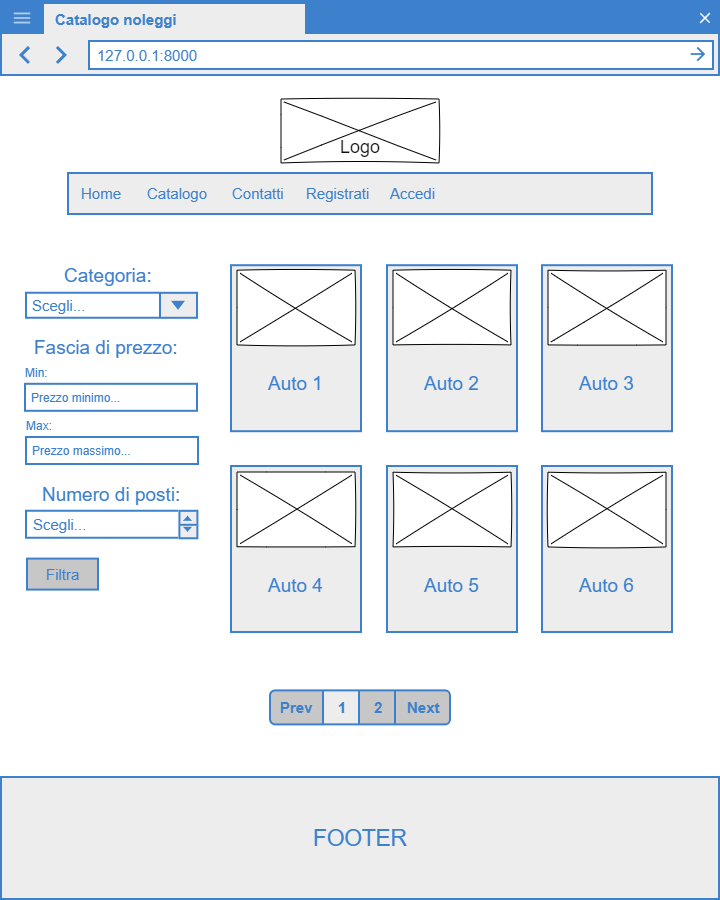 Catalogo noleggi
127.0.0.1:8000
Logo
Home Catalogo Contatti Registrati Accedi
Categoria:
Scegli...
Fascia di prezzo:
Min:
Prezzo minimo...
Max:
Prezzo massimo...
Numero di posti:
Scegli...
Filtra
Auto 1 Auto 2 Auto 3
Auto 4 Auto 5 Auto 6
Prev 1 2 Next
FOOTER